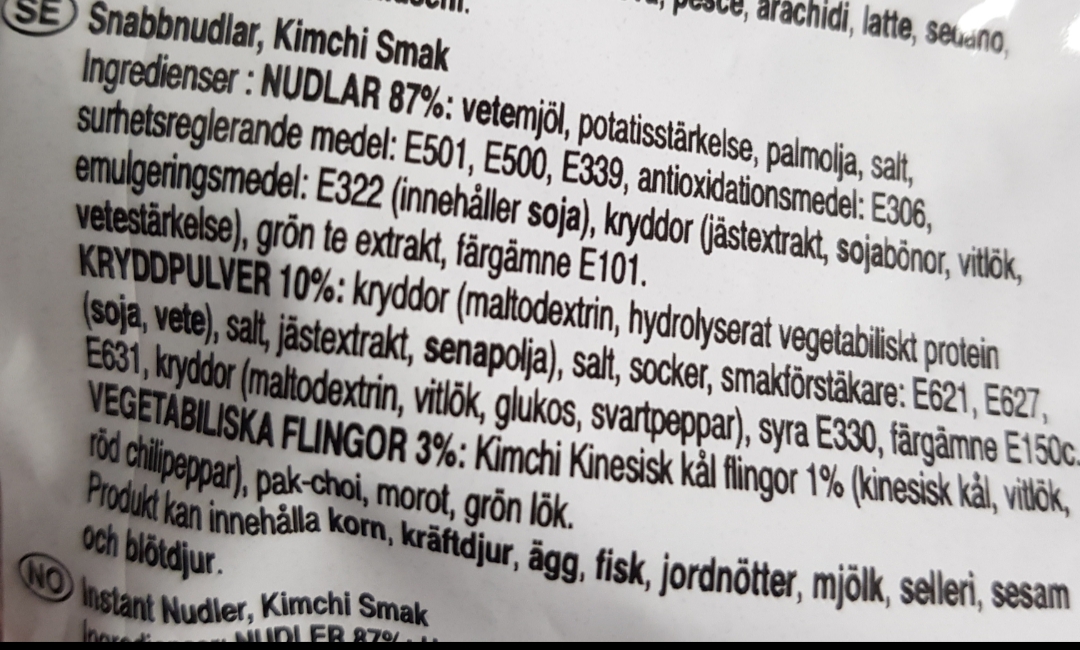 pesce, arachidi, latte, sedano,
SE Snabbnudlar, Kimchi Smak
Ingredienser : NUDLAR 87%: vetemjöl, potatisstärkelse, palmolja, salt,
surhetsreglerande medel: E501, E500, E339, antioxidationsmedel: E306,
emulgeringsmedel: E322 (innehåller soja), kryddor (jästextrakt, sojabönor, vitlök,
vetestärkelse), grön te extrakt, färgämne E101.
KRYDDPULVER 10%: kryddor (maltodextrin, hydrolyserat vegetabiliskt protein
(soja, vete), salt, jästextrakt, senapolja), salt, socker, smakförstäkare: E621, E627,
E631, kryddor (maltodextrin, vitlök, glukos, svartpeppar), syra E330, färgämne E150c.
VEGETABILISKA FLINGOR 3%: Kimchi Kinesisk kål flingor 1% (kinesisk kål, vitlök,
röd chilipeppar), pak-choi, morot, grön lök.
Produkt kan innehålla korn, kräftdjur, ägg, fisk, jordnötter, mjölk, selleri, sesam
och blötdjur.
NO Instant Nudler, Kimchi Smak
NUDLER 87%